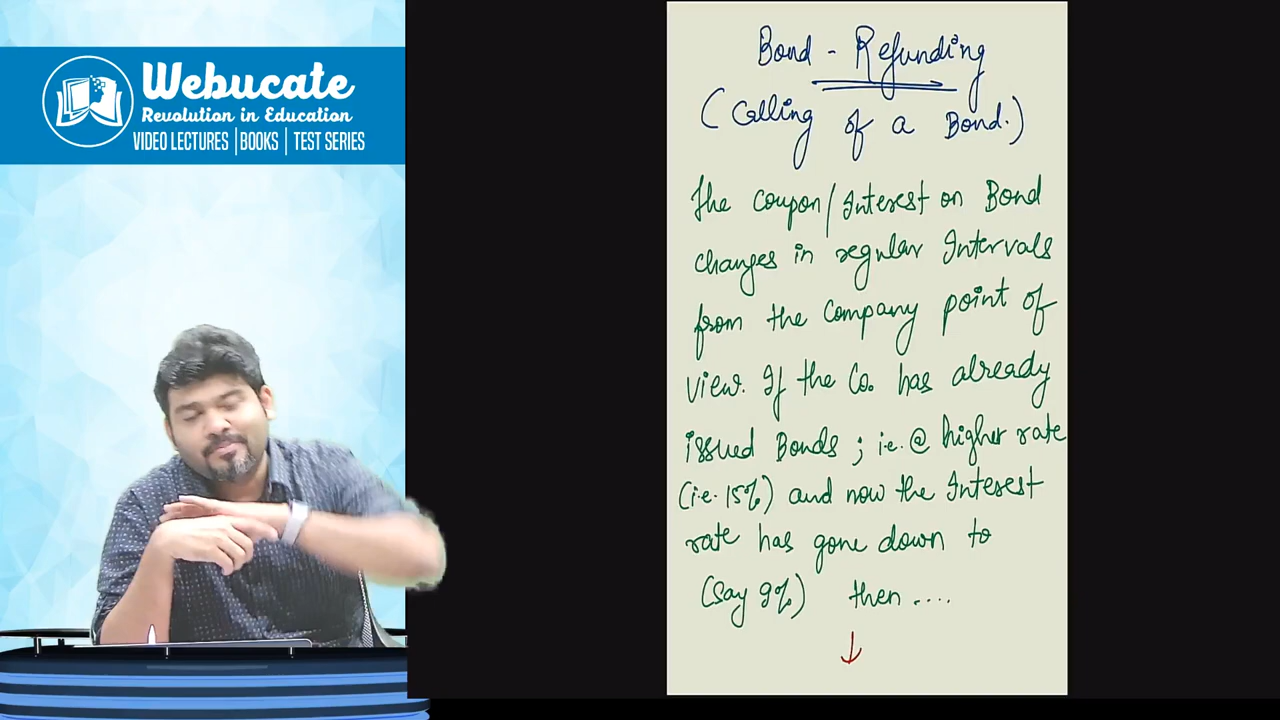 Webucate
Revolution in Education
VIDEO LECTURES | BOOKS | TEST SERIES
Bond - Refunding
(Calling of a Bond.)
The coupon/Interest on Bond
changes in regular Intervals
from the Company point of
view. If the Co. has already
issued Bonds ; i.e. @ higher rate
(i.e. 15%) and now the Interest
rate has gone down to
(Say 9%) then ....